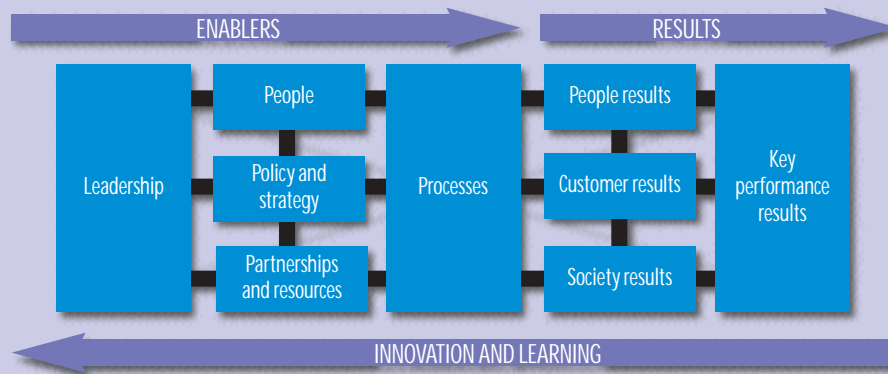 ENABLERS
RESULTS
Leadership
People
Policy and
strategy
Partnerships
and resources
Processes
People results
Customer results
Society results
Key
performance
results
INNOVATION AND LEARNING